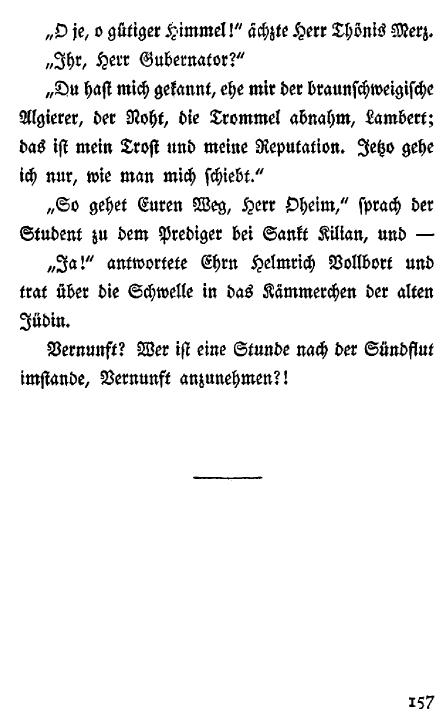 „O je, o gütiger Himmel!“ ächzte Herr Thönis Merz.
„Ihr, Herr Gubernator?“
„Du hast mich gekannt, ehe mir der braunschweigische
Algierer, der Noht, die Trommel abnahm, Lambert;
das ist mein Trost und meine Reputation. Jetzo gehe
ich nur, wie man mich schiebt.“
„So gehet Euren Weg, Herr Oheim,“ sprach der
Student zu dem Prediger bei Sankt Kilian, und —
„Ja!“ antwortete Ehrn Helmrich Vollbort und
trat über die Schwelle in das Kämmerchen der alten
Jüdin.
Vernunft? Wer ist eine Stunde nach der Sündflut
imstande, Vernunft anzunehmen?!
157